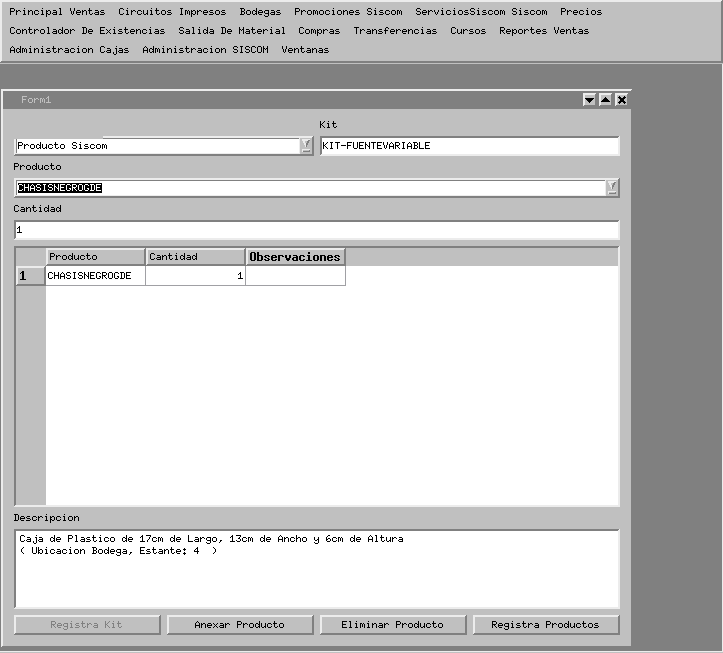 Principal Ventas Circuitos Impresos Bodegas Promociones Siscom ServiciosSiscom Siscom Precios
Controlador De Existencias Salida De Material Compras Transferencias Cursos Reportes Ventas
Administracion Cajas Administracion SISCOM Ventanas
Form1
Kit
Producto Siscom KIT-FUENTEVARIABLE
Producto
CHASISNEGROGDE
Cantidad
1
Producto Cantidad Observaciones
1 CHASISNEGROGDE 1
Descripcion
Caja de Plastico de 17cm de Largo, 13cm de Ancho y 6cm de Altura
( Ubicacion Bodega, Estante: 4 )
Registra Kit Anexar Producto Eliminar Producto Registra Productos